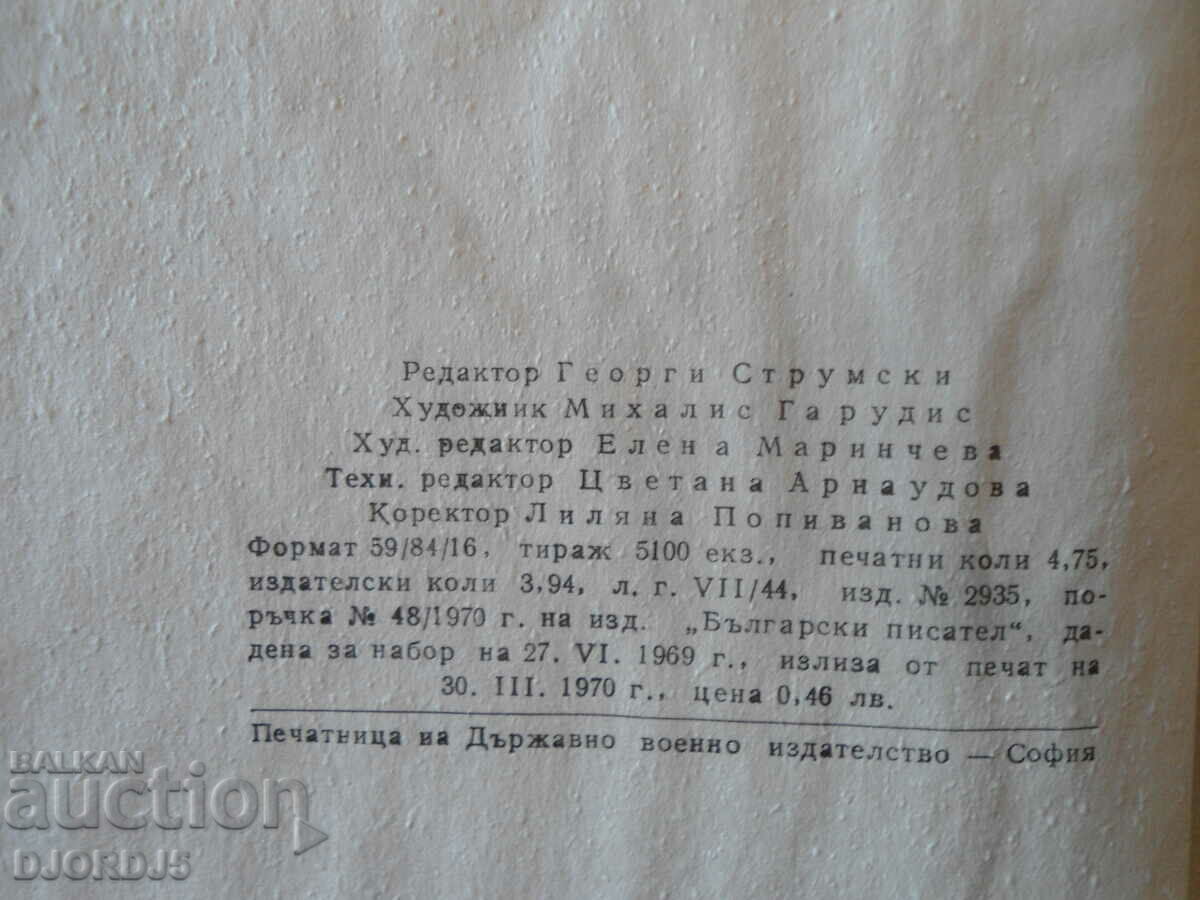 Редактор Георги Струмски
Художник Михалис Гарудис
Худ. редактор Елена Маринчева
Техн. редактор Цветана Арнаудова
Коректор Лиляна Попиванова
Формат 59/84/16, тираж 5100 екз., печатни коли 4,75,
издателски коли 3,94, л. г. VII/44, изд. № 2935, по-
ръчка № 48/1970 г. на изд. „Български писател“, да-
дена за набор на 27. VI. 1969 г., излиза от печат на
30. III. 1970 г., цена 0,46 лв.
Печатница на Държавно военно издателство — София
BALKAN
auction
DJORDJ5